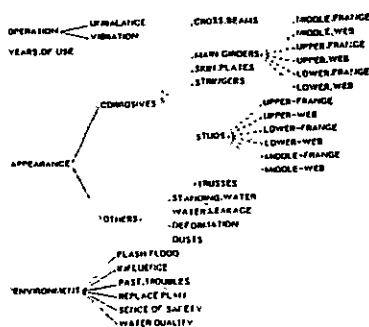 OPERATION
UNBALANCE
VIBRATION
YEARS.OF USE
CROSS.BEAMS
MAIN GIRDERS
MIDDLE.FRANGE
MIDDLE.WEB
UPPER.FRANGE
UPPER.WEB
LOWER.FRANGE
LOWER.WEB
SKIN.PLATES
STRINGERS
CORROSIVES
STUDS
UPPER-FRANGE
UPPER-WEB
LOWER-FRANGE
LOWER-WEB
MIDDLE-FRANGE
MIDDLE-WEB
TRUSSES
APPEARANCE
OTHERS
STANDING.WATER
WATER.LEAKAGE
DEFORMATION
DUSTS
ENVIRONMENT
FLASH FLOOD
INFLUENCE
PAST.TROUBLES
REPLACE PLAN
SENCE OF SAFETY
WATER QUALITY